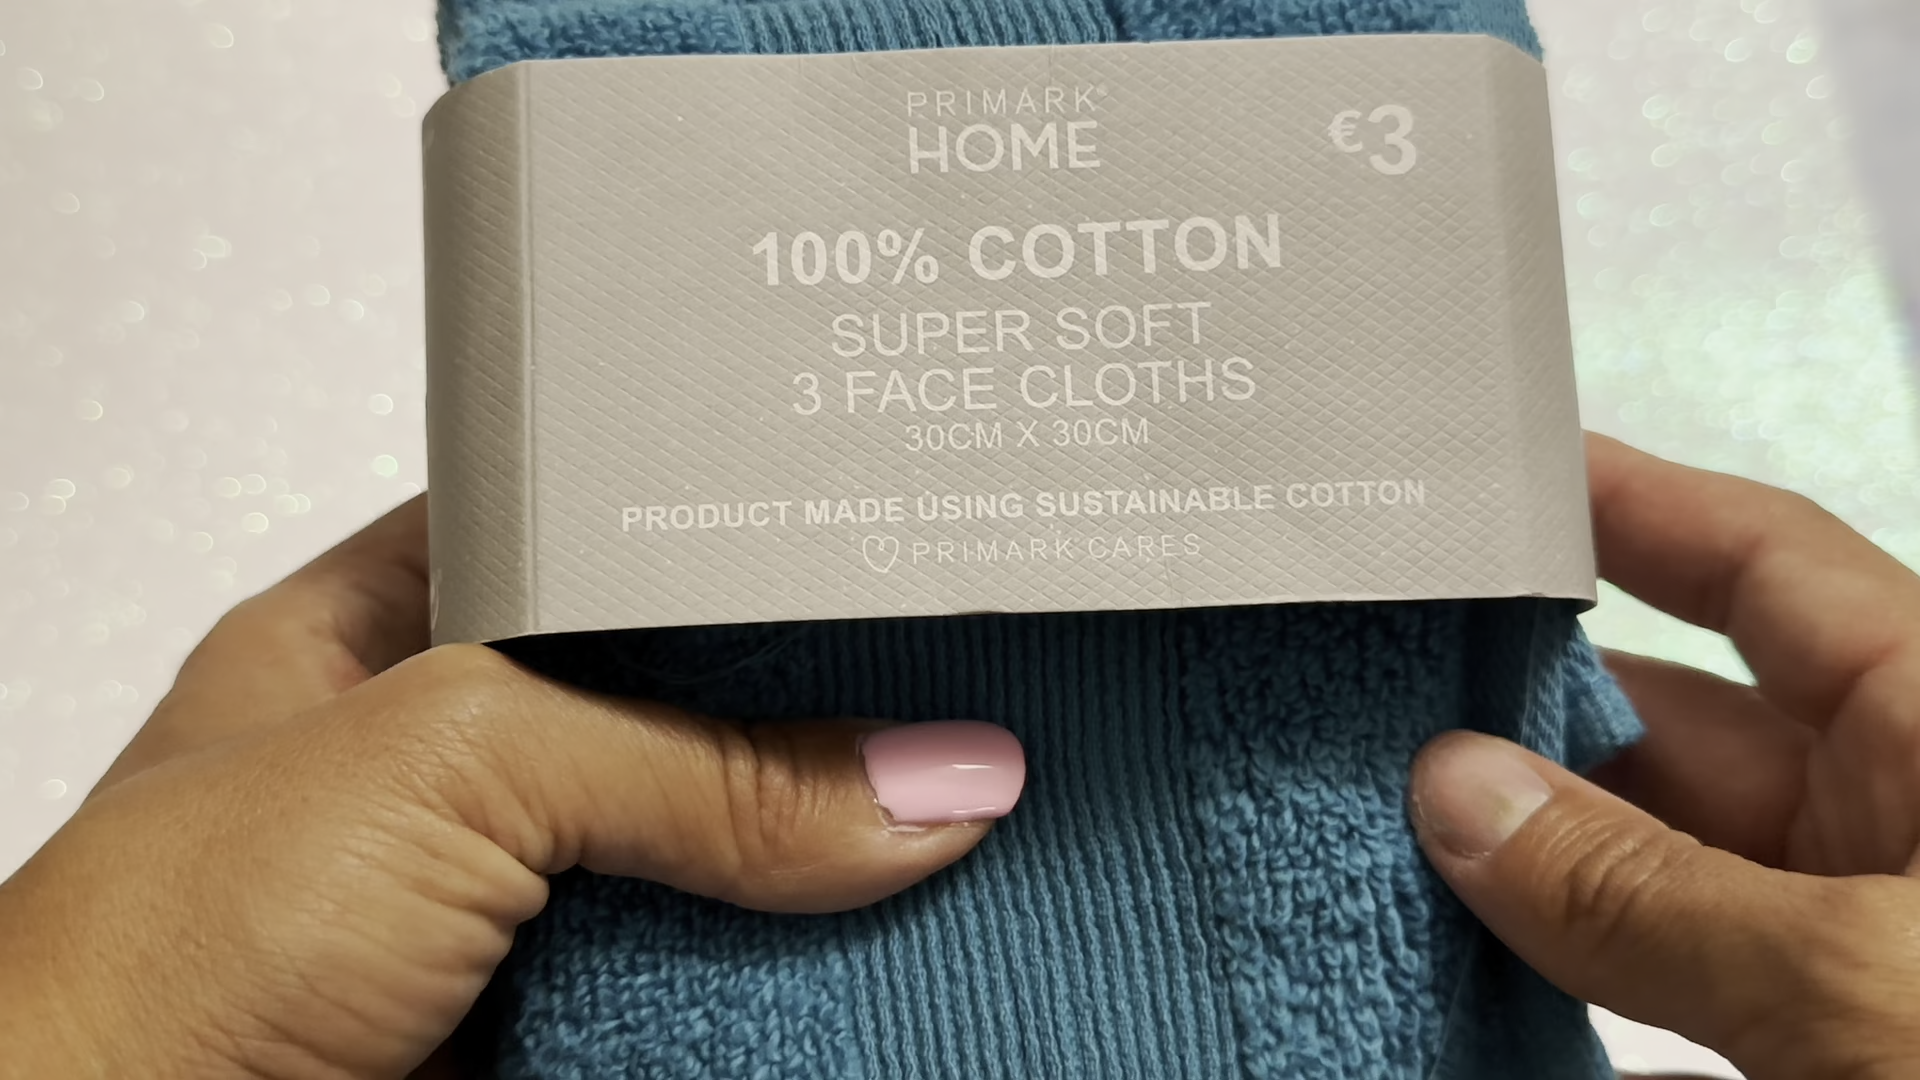 PRIMARK®
HOME
€3
100% COTTON
SUPER SOFT
3 FACE CLOTHS
30CM X 30CM
PRODUCT MADE USING SUSTAINABLE COTTON
PRIMARK CARES